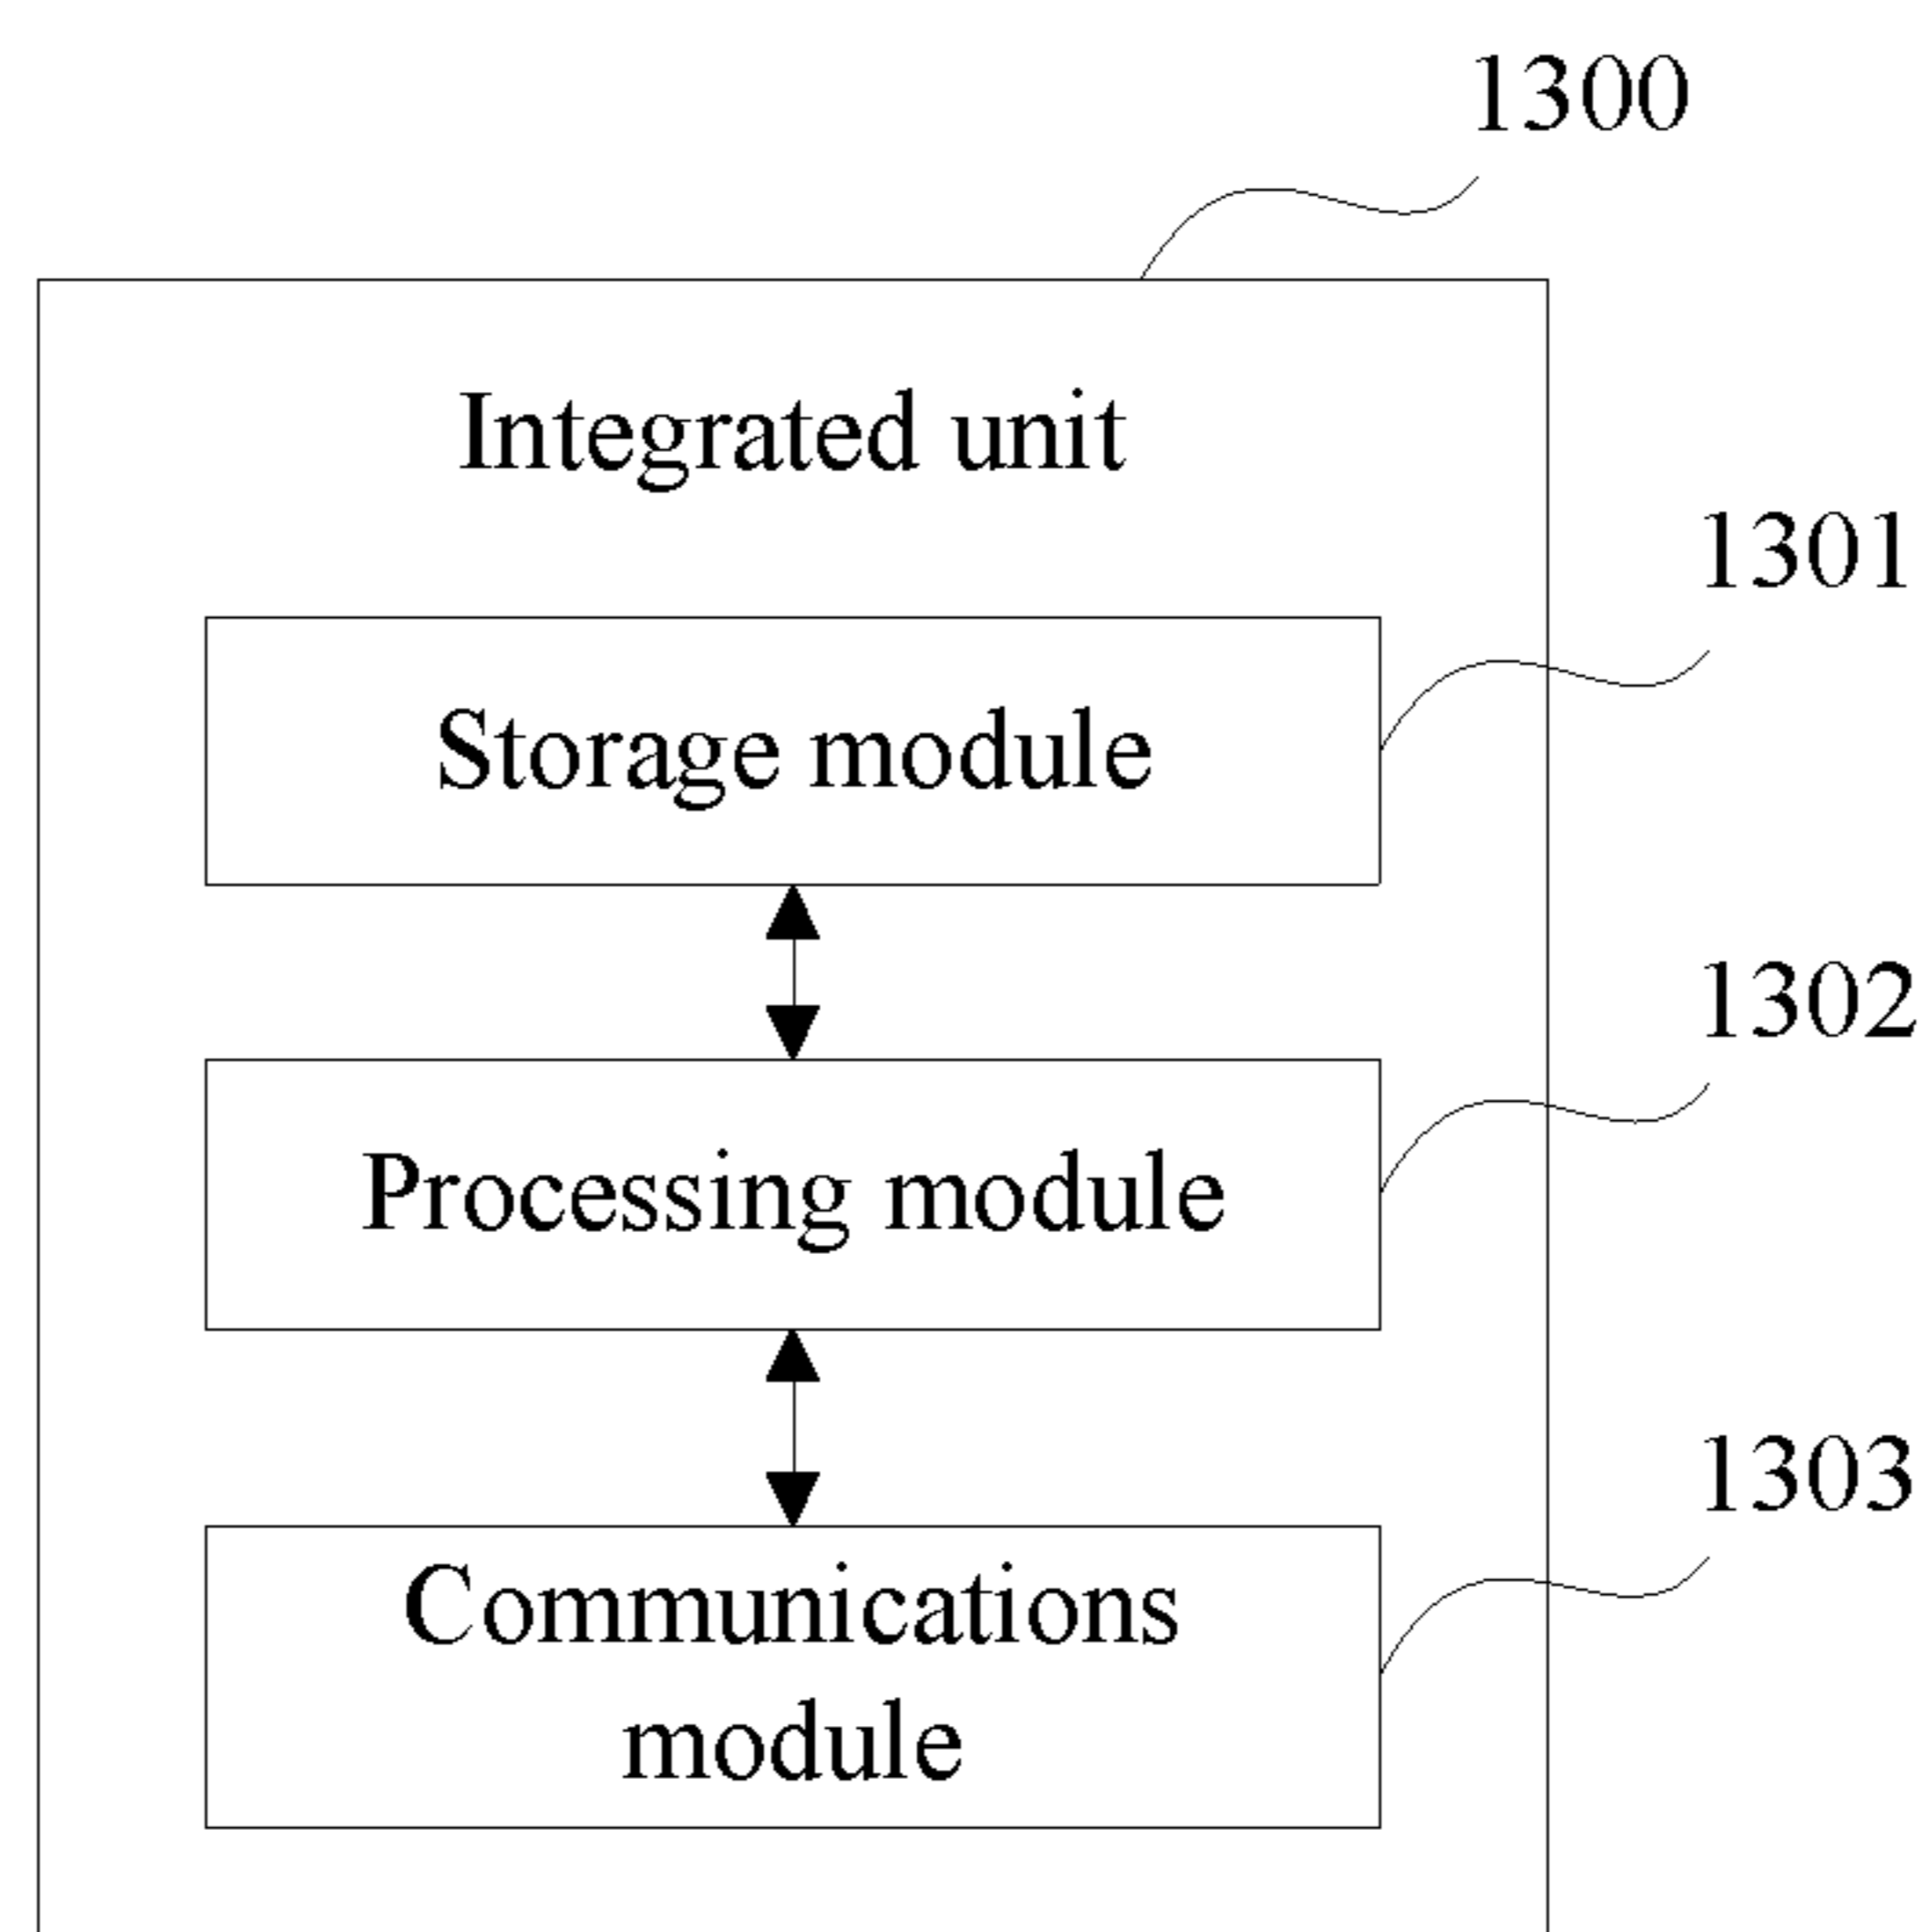 1300
Integrated unit
1301
Storage module
1302
Processing module
1303
Communications
module